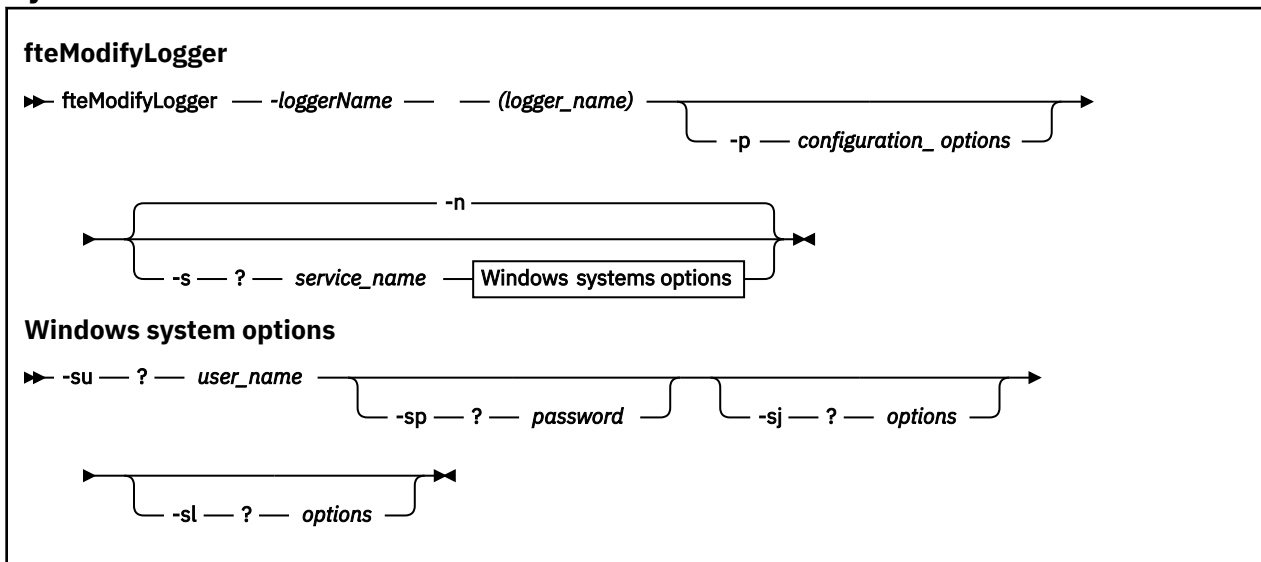 fteModifyLogger
fteModifyLogger -loggerName (logger_name)
-p configuration_ options
-n
-s ? service_name Windows systems options
Windows system options
-su ? user_name
-sp ? password -sj ? options
-sl ? options